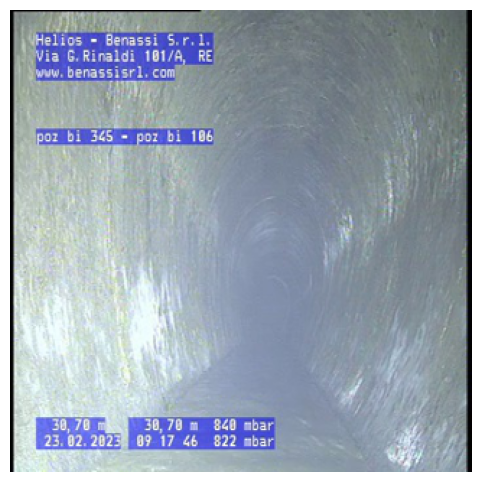 Helios - Benassi S.r.l.
Via G.Rinaldi 101/A, RE
www.benassisrl.com
poz bi 345 - poz bi 106
30,70 m 30,70 m 840 mbar
23.02.2023 09 17 46 822 mbar